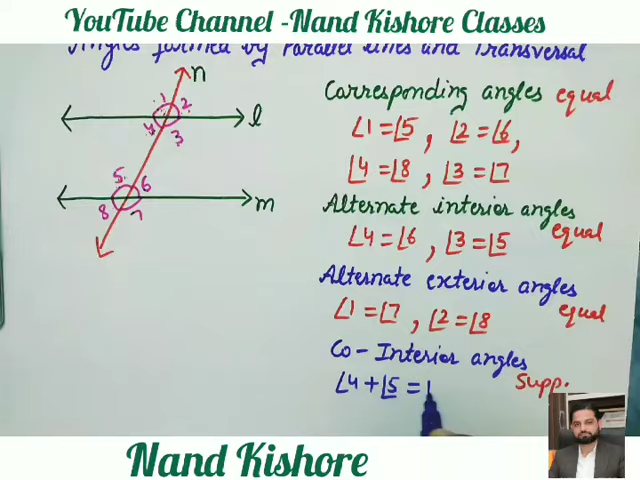 YouTube Channel -Nand Kishore Classes
Angles formed by Parallel lines and Transversal
n
1 2
4 3
l
5 6
8 7
m
Corresponding angles equal
∠1 = ∠5 , ∠2 = ∠6,
∠4 = ∠8 , ∠3 = ∠7
Alternate interior angles
equal
∠4 = ∠6 , ∠3 = ∠5
Alternate exterior angles
equal
∠1 = ∠7 , ∠2 = ∠8
Co-Interior angles
Supp.
∠4 + ∠5 = 1
Nand Kishore